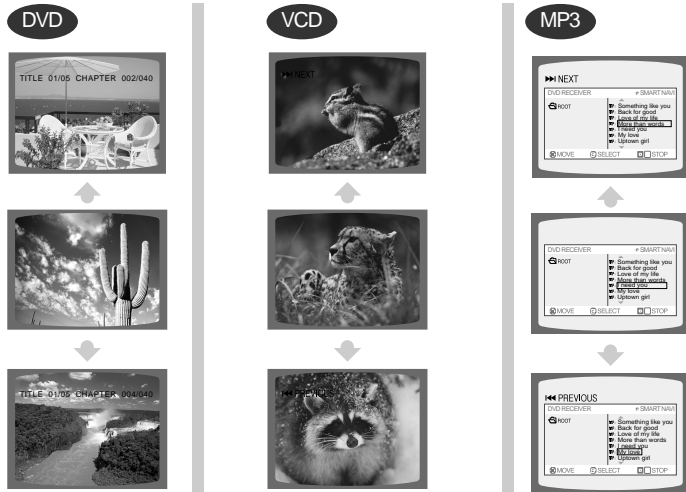 DVD
TITLE 01/05 CHAPTER 002/040
TITLE 01/05 CHAPTER 004/040
VCD
NEXT
PREVIOUS
MP3
NEXT
DVD RECEIVER SMART NAVI
ROOT
Something like you
Back for good
Love of my life
More than words
I need you
My love
Uptown girl
MOVE SELECT STOP
DVD RECEIVER SMART NAVI
ROOT
Something like you
Back for good
Love of my life
More than words
I need you
My love
Uptown girl
MOVE SELECT STOP
PREVIOUS
DVD RECEIVER SMART NAVI
ROOT
Something like you
Back for good
Love of my life
More than words
I need you
My love
Uptown girl
MOVE SELECT STOP